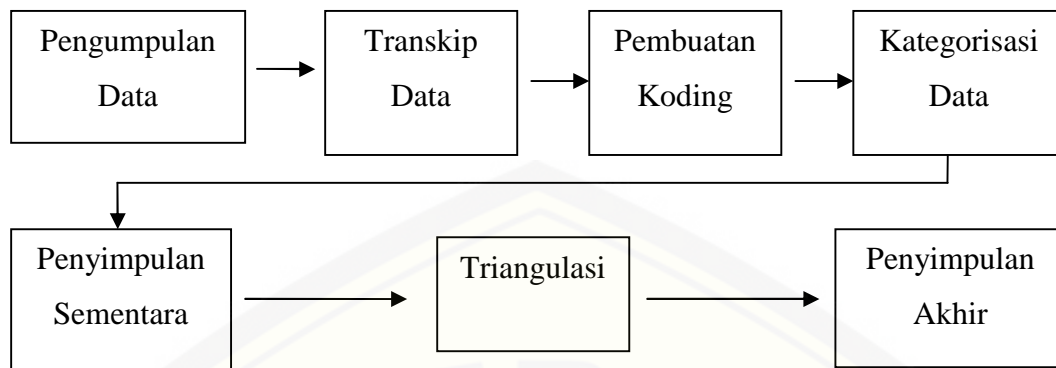 Pengumpulan
Data
Transkip
Data
Pembuatan
Koding
Kategorisasi
Data
Penyimpulan
Sementara
Triangulasi
Penyimpulan
Akhir